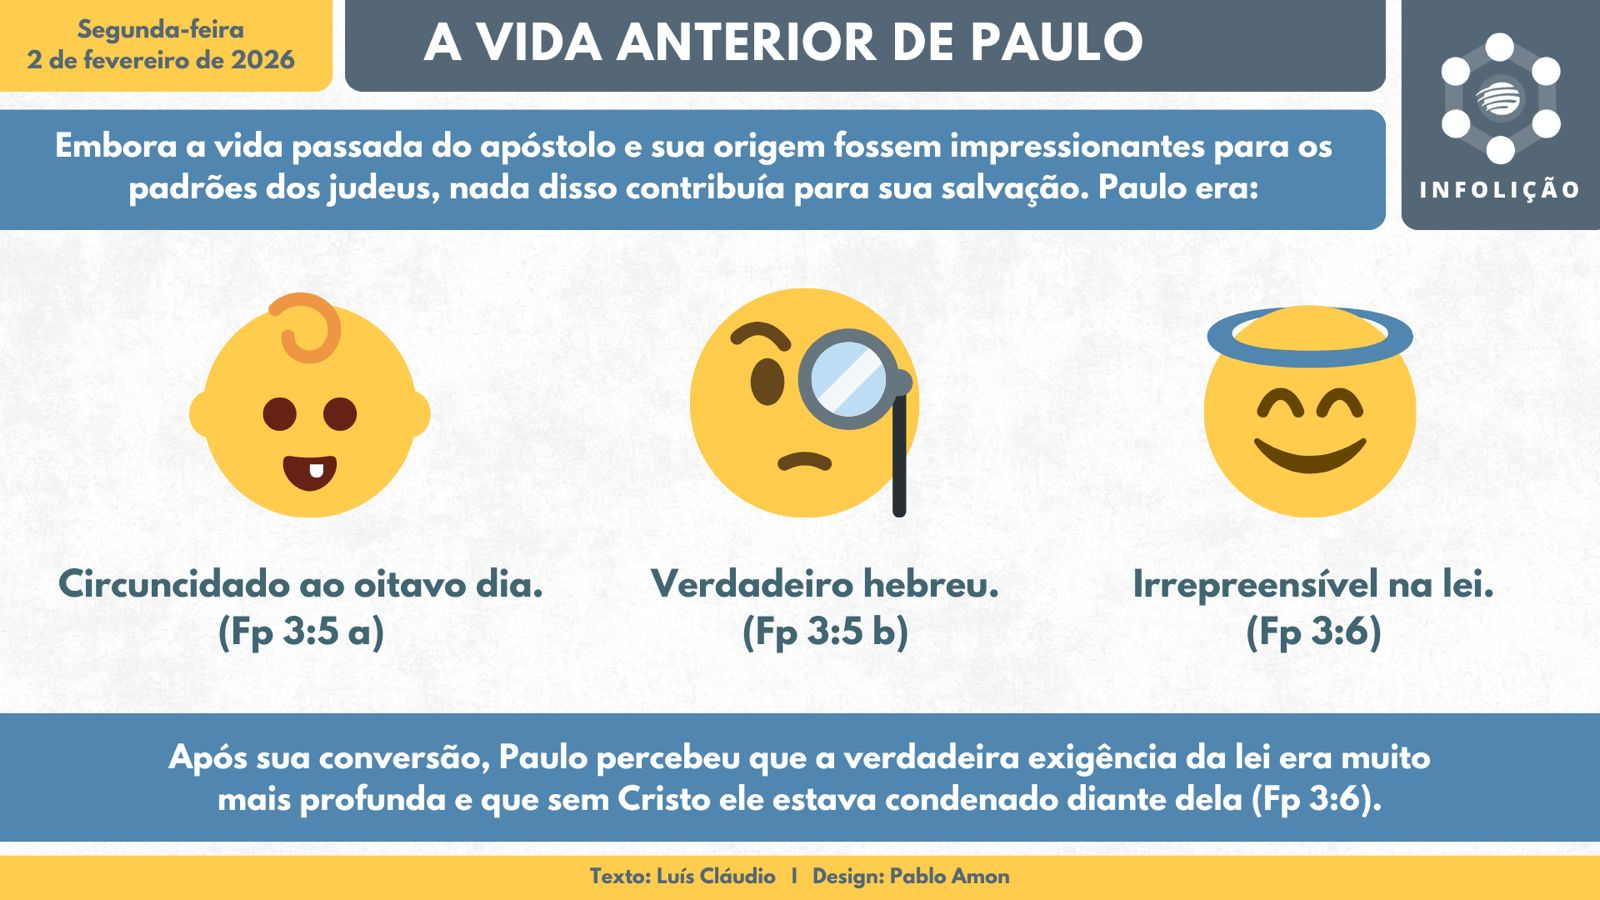 Segunda-feira
2 de fevereiro de 2026
A VIDA ANTERIOR DE PAULO
INFOLIÇÃO
Embora a vida passada do apóstolo e sua origem fossem impressionantes para os
padrões dos judeus, nada disso contribuía para sua salvação. Paulo era:
Circuncidado ao oitavo dia.
(Fp 3:5 a)
Verdadeiro hebreu.
(Fp 3:5 b)
Irrepreensível na lei.
(Fp 3:6)
Após sua conversão, Paulo percebeu que a verdadeira exigência da lei era muito
mais profunda e que sem Cristo ele estava condenado diante dela (Fp 3:6).
Texto: Luís Cláudio | Design: Pablo Amon